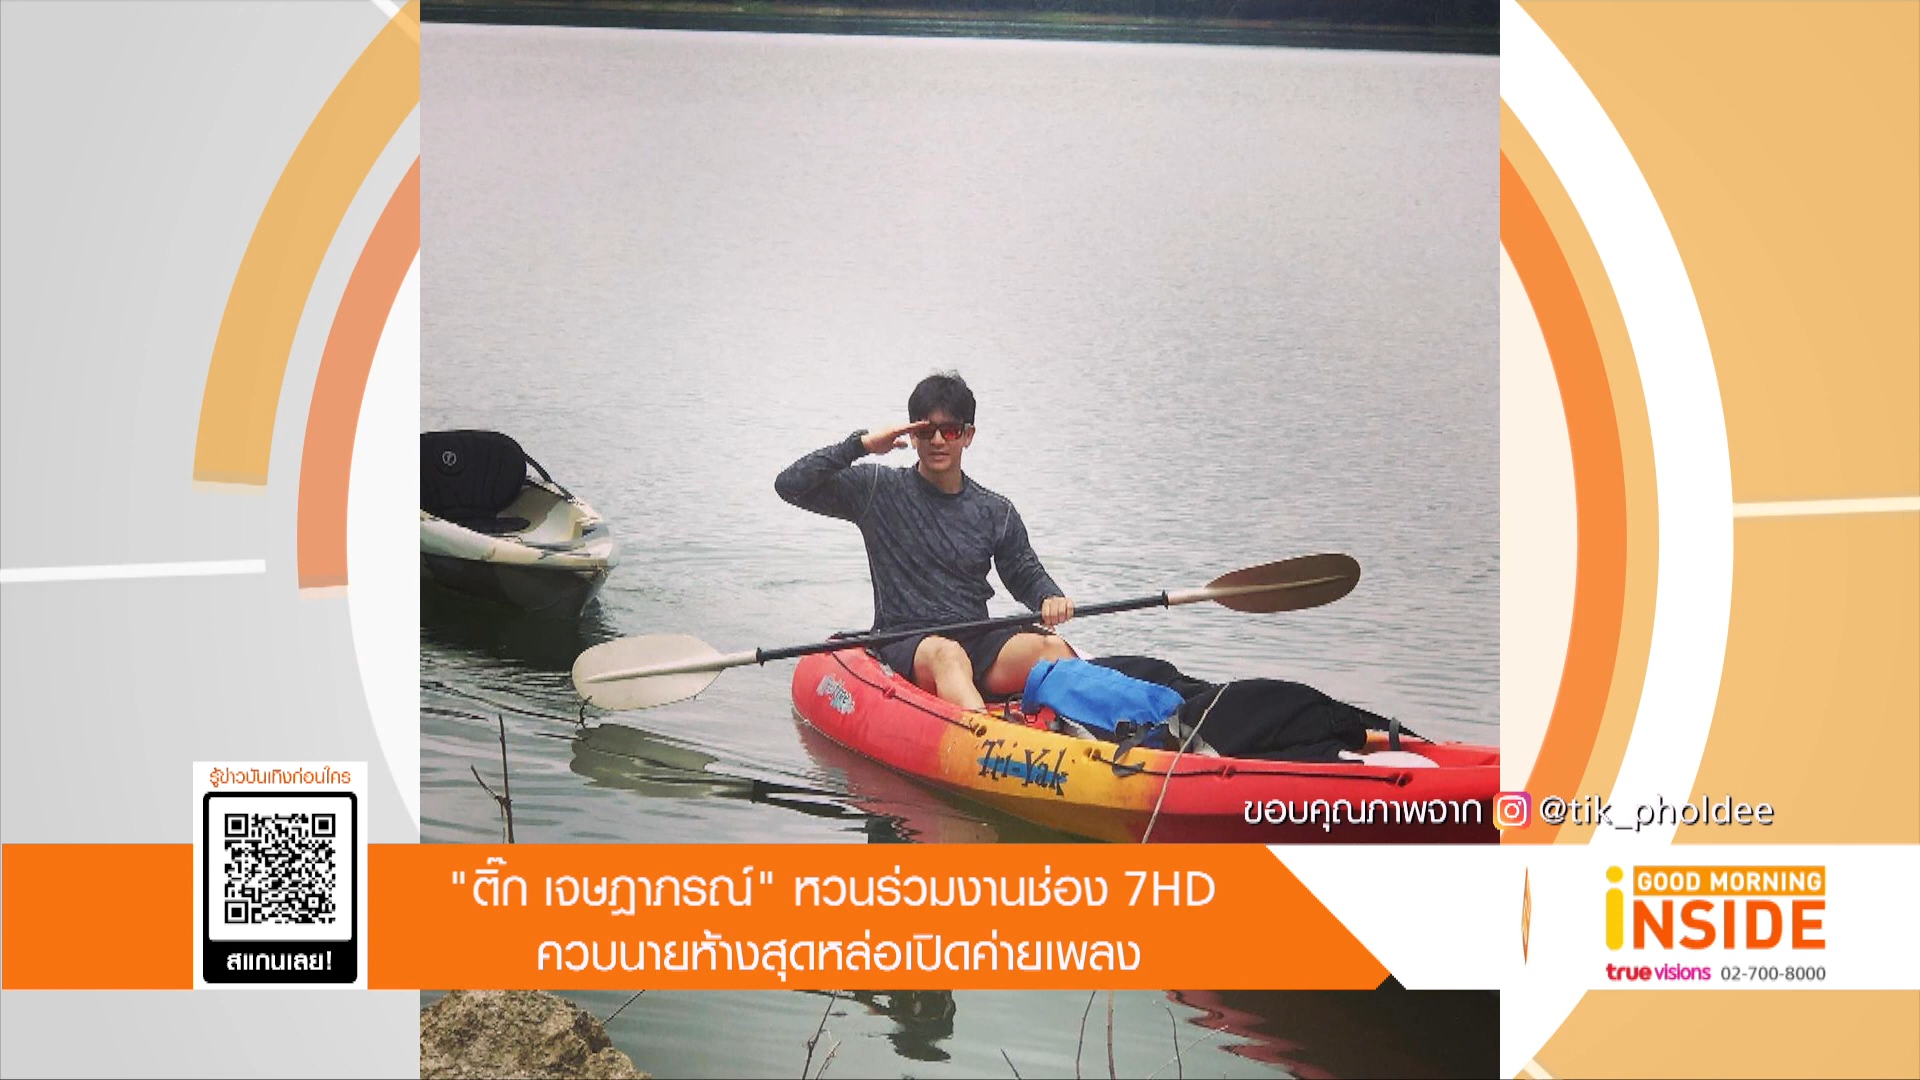 Tri-Yak
ขอบคุณภาพจาก @tik_pholdee
รู้ข่าวบันเทิงก่อนใคร
สแกนเลย!
"ติ๊ก เจษฎาภรณ์" หวนร่วมงานช่อง 7HD
ควบนายห้างสุดหล่อเปิดค่ายเพลง
GOOD MORNING
iNSIDE
truevisions 02-700-8000